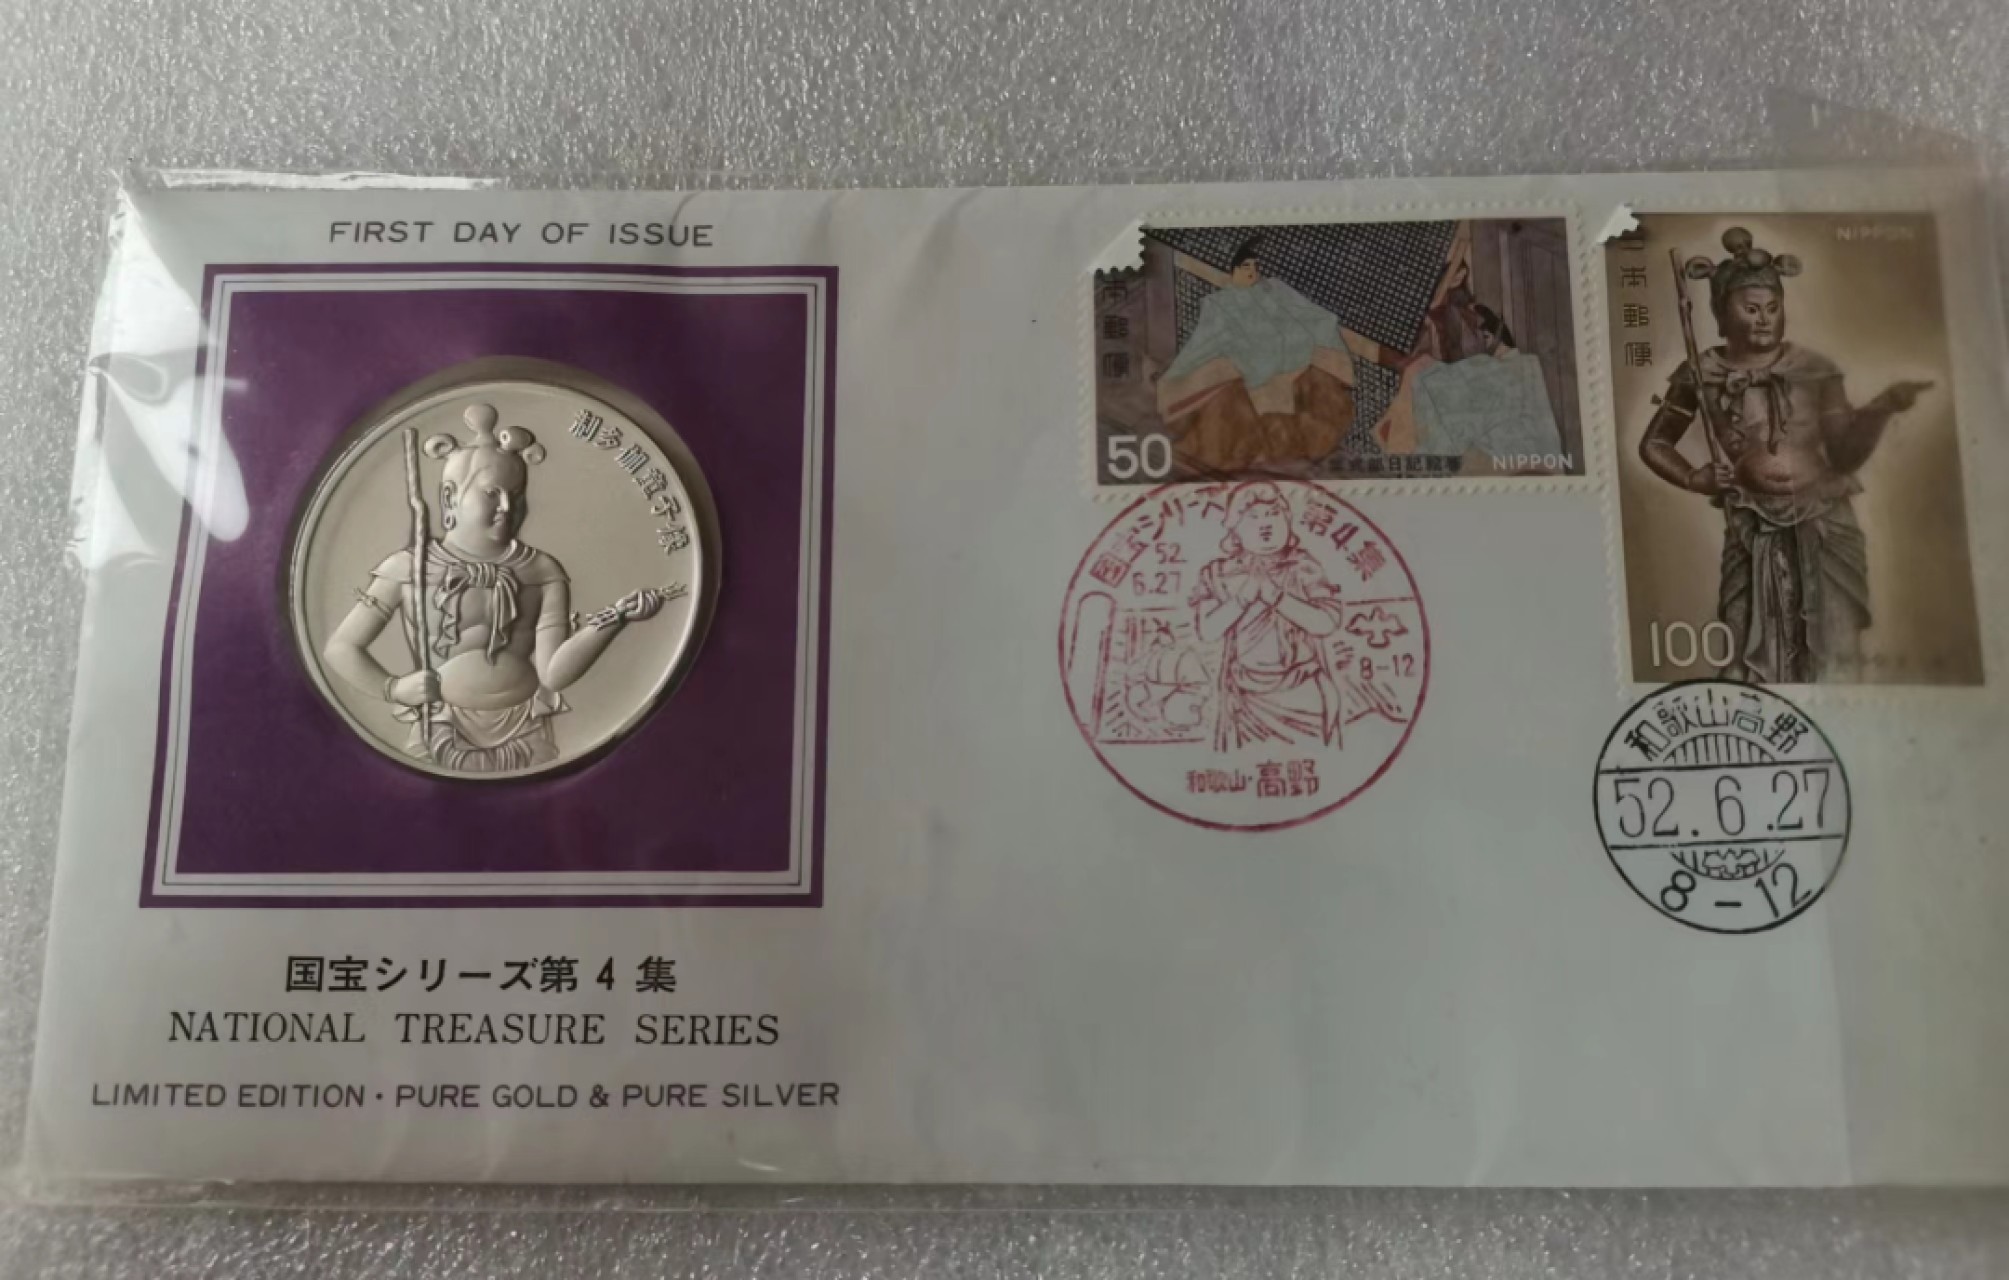 FIRST DAY OF ISSUE
制多伽童子像
国宝シリーズ第4集
NATIONAL TREASURE SERIES
LIMITED EDITION・PURE GOLD & PURE SILVER
本郵便
50
NIPPON
国宝シリーズ第4集
52.
6.27
8-12
和歌山・高野
日本郵便
NIPPON
100
和歌山高野
52.6.27
8-12